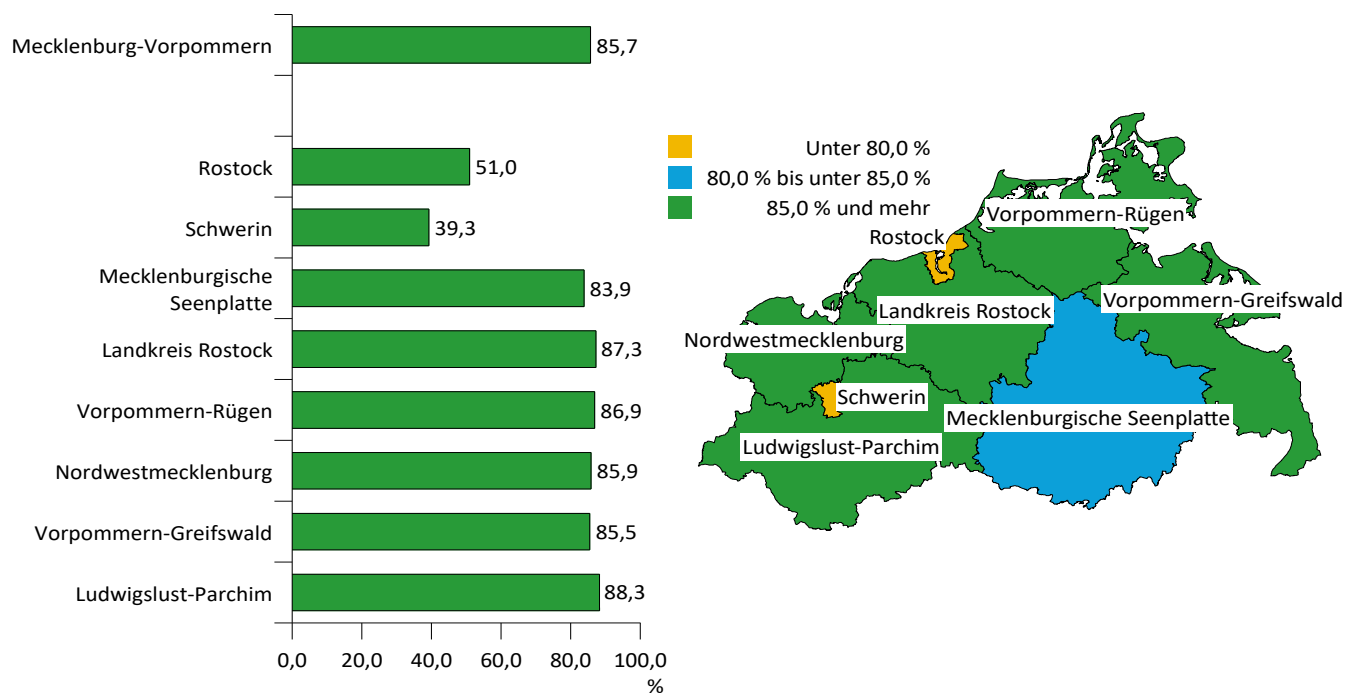 Mecklenburg-Vorpommern
85,7
Rostock
51,0
Schwerin
39,3
Mecklenburgische
Seenplatte
83,9
Landkreis Rostock
87,3
Vorpommern-Rügen
86,9
Nordwestmecklenburg
85,9
Vorpommern-Greifswald
85,5
Ludwigslust-Parchim
88,3
0,0 20,0 40,0 60,0 80,0 100,0
%
Unter 80,0 %
80,0 % bis unter 85,0 %
85,0 % und mehr
Vorpommern-Rügen
Rostock
Vorpommern-Greifswald
Landkreis Rostock
Nordwestmecklenburg
Schwerin
Mecklenburgische Seenplatte
Ludwigslust-Parchim